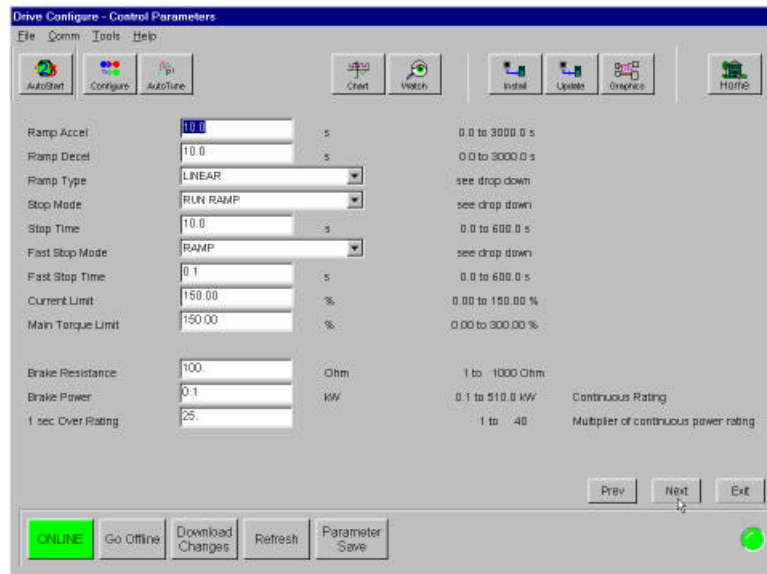 Drive Configure - Control Parameters
File Comm Tools Help
AutoStart Configure AutoTune Chart Watch Install Update Graphics Home
Ramp Accel 10.0 s 0.0 to 3000.0 s
Ramp Decel 10.0 s 0.0 to 3000.0 s
Ramp Type LINEAR see drop down
Stop Mode RUN RAMP see drop down
Stop Time 10.0 s 0.0 to 600.0 s
Fast Stop Mode RAMP see drop down
Fast Stop Time 0.1 s 0.0 to 600.0 s
Current Limit 150.00 % 0.00 to 150.00 %
Main Torque Limit 150.00 % 0.00 to 300.00 %
Brake Resistance 100. Ohm 1 to 1000 Ohm
Brake Power 0.1 kW 0.1 to 510.0 kW Continuous Rating
1 sec Over Rating 25. 1 to 40 Multiplier of continuous power rating
Prev Next Exit
ONLINE Go Offline Download Changes Refresh Parameter Save